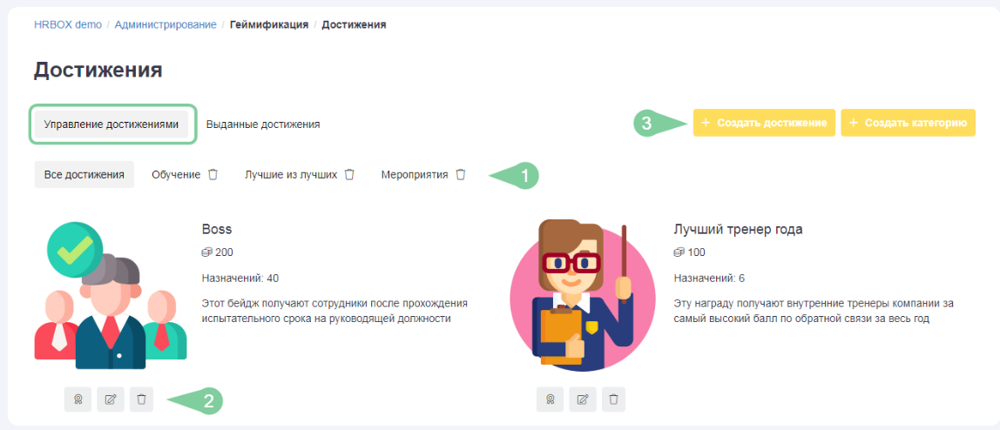 HRBOX demo / Администрирование / Геймификация / Достижения
Достижения
Управление достижениями Выданные достижения
3 + Создать достижение + Создать категорию
Все достижения Обучение Лучшие из лучших Мероприятия 1
Boss
200
Назначений: 40
Этот бейдж получают сотрудники после прохождения
испытательного срока на руководящей должности
Лучший тренер года
100
Назначений: 6
Эту награду получают внутренние тренеры компании за
самый высокий балл по обратной связи за весь год
2